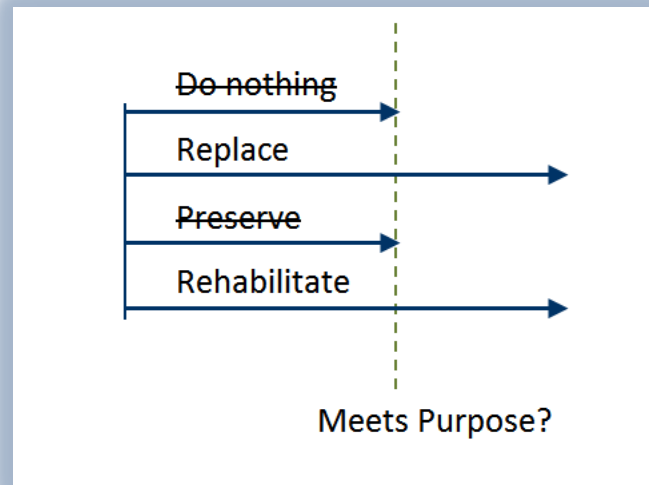 Do nothing
Replace
Preserve
Rehabilitate
Meets Purpose?